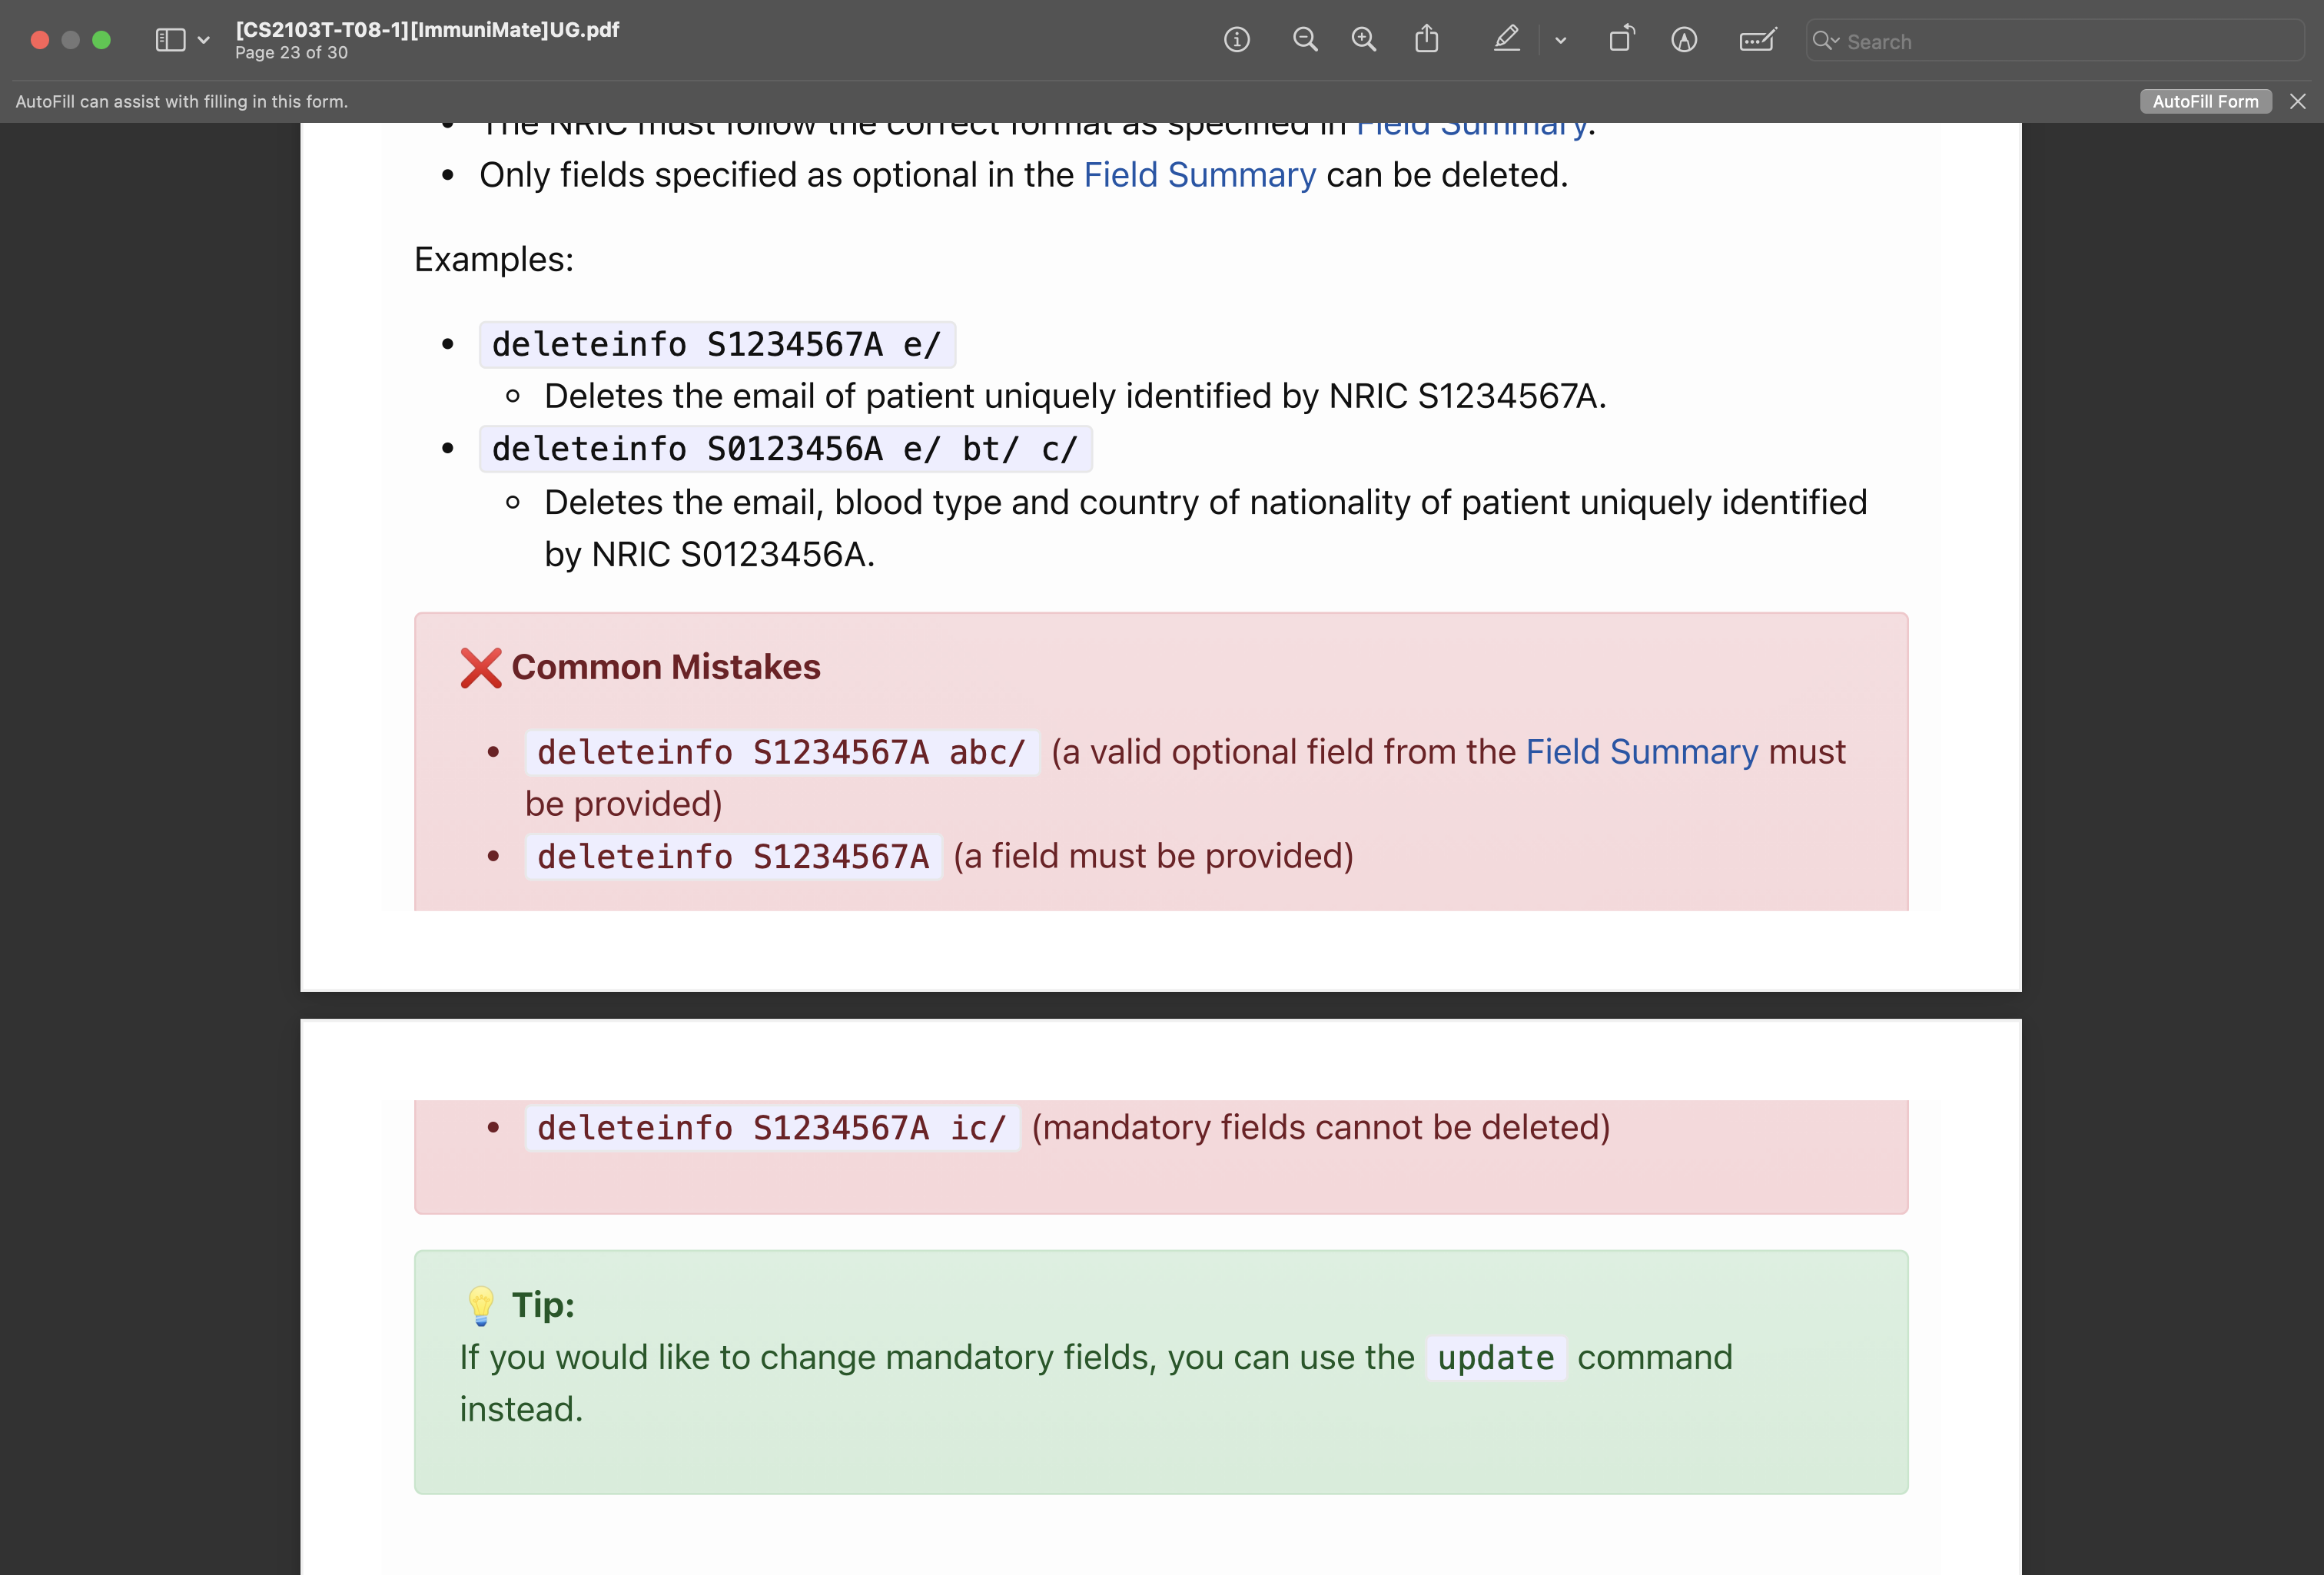 [CS2103T-T08-1][ImmuniMate]UG.pdf
Page 23 of 30
Search
AutoFill can assist with filling in this form.
AutoFill Form
• The NRIC must follow the correct format as specified in Field Summary.
• Only fields specified as optional in the Field Summary can be deleted.
Examples:
• deleteinfo S1234567A e/
Deletes the email of patient uniquely identified by NRIC S1234567A.
• deleteinfo S0123456A e/ bt/ c/
Deletes the email, blood type and country of nationality of patient uniquely identified
by NRIC S0123456A.
❌ Common Mistakes
• deleteinfo S1234567A abc/ (a valid optional field from the Field Summary must
be provided)
• deleteinfo S1234567A (a field must be provided)
• deleteinfo S1234567A ic/ (mandatory fields cannot be deleted)
💡 Tip:
If you would like to change mandatory fields, you can use the update command
instead.